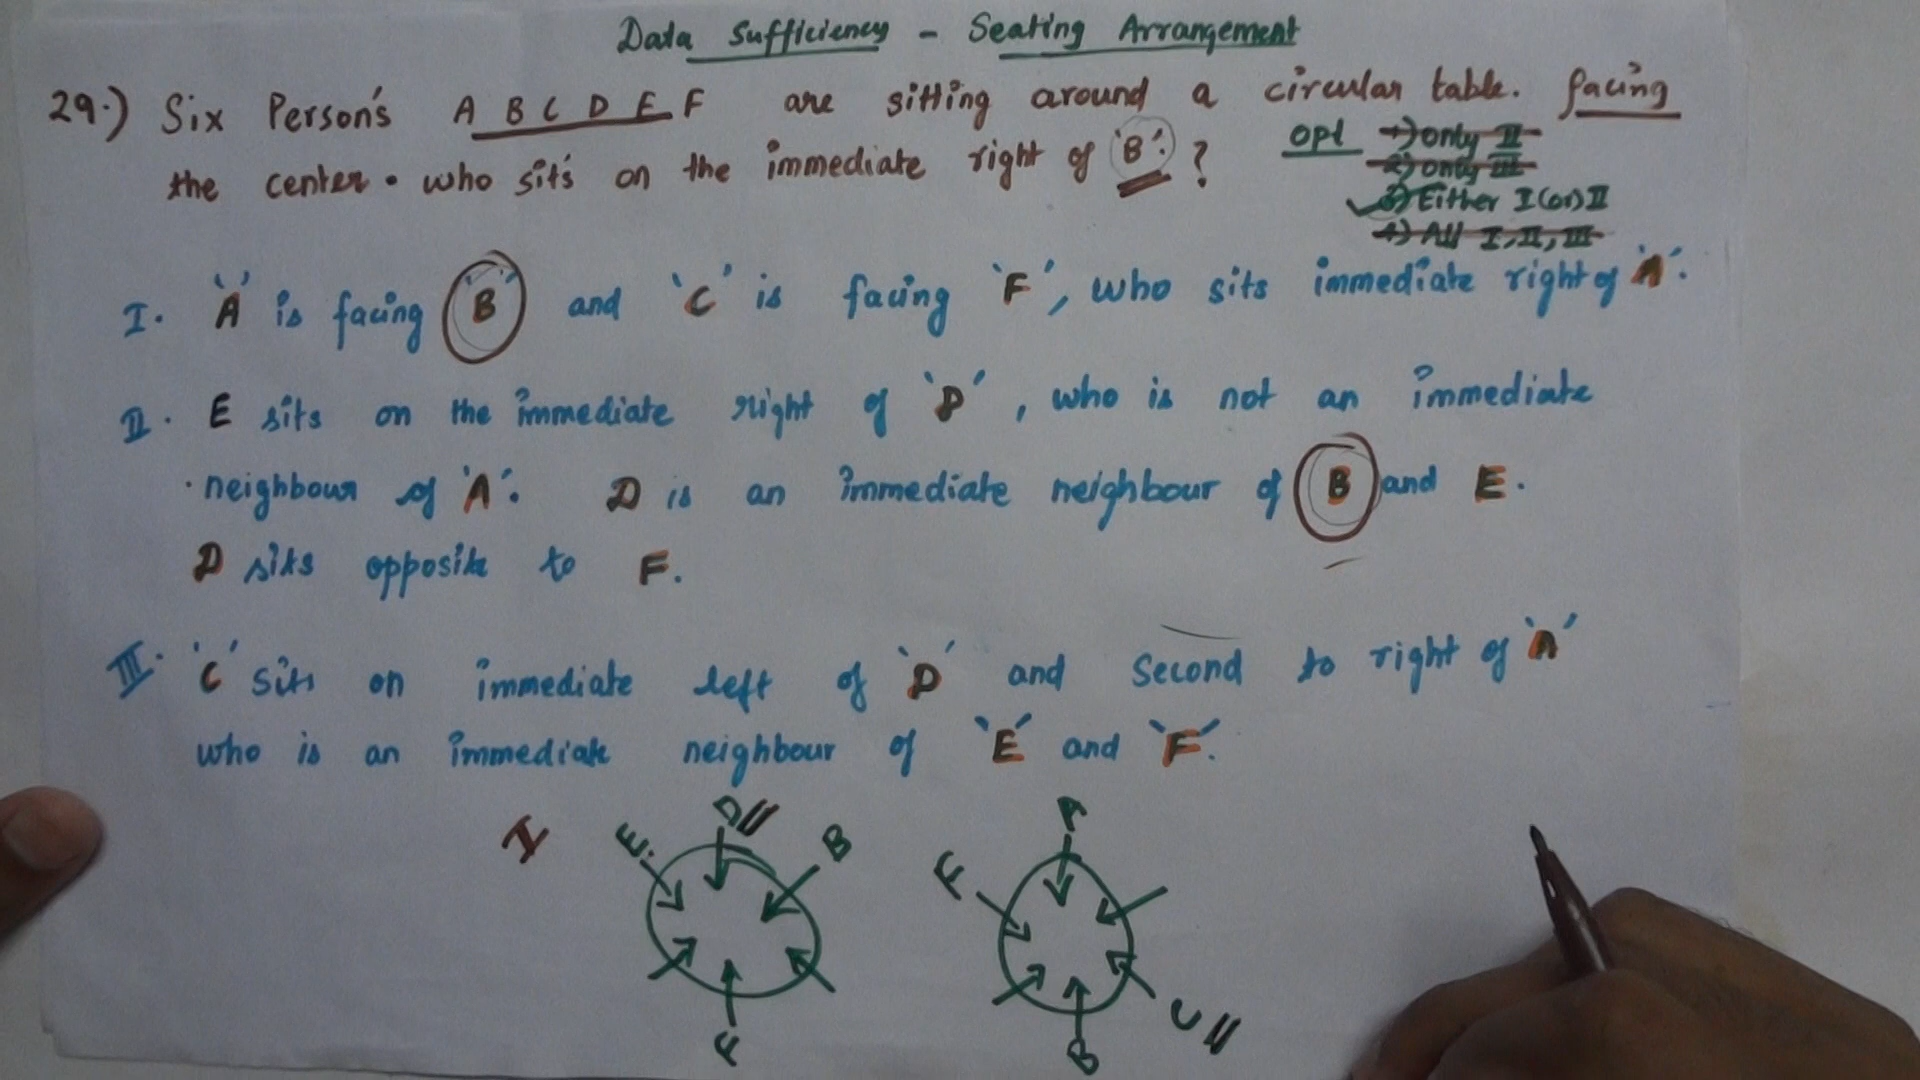 Data Sufficiency - Seating Arrangement
29.) Six Person's A B C D E F are sitting around a circular table. facing
the center. who sit's on the immediate right of 'B'. ?
opt 1) only II
2) only III
3) Either I (or) II
4) All I, II, III
I. 'A' is facing 'B' and 'C' is facing 'F', who sits immediate right of 'A'.
II. E sits on the immediate right of 'D', who is not an immediate
neighbour of 'A'. D is an immediate neighbour of B and E.
D sits opposite to F.
III. 'C' sits on immediate left of 'D' and Second to right of 'A'
who is an immediate neighbour of 'E' and 'F'.
I
E. D B
F
A
F
C
B